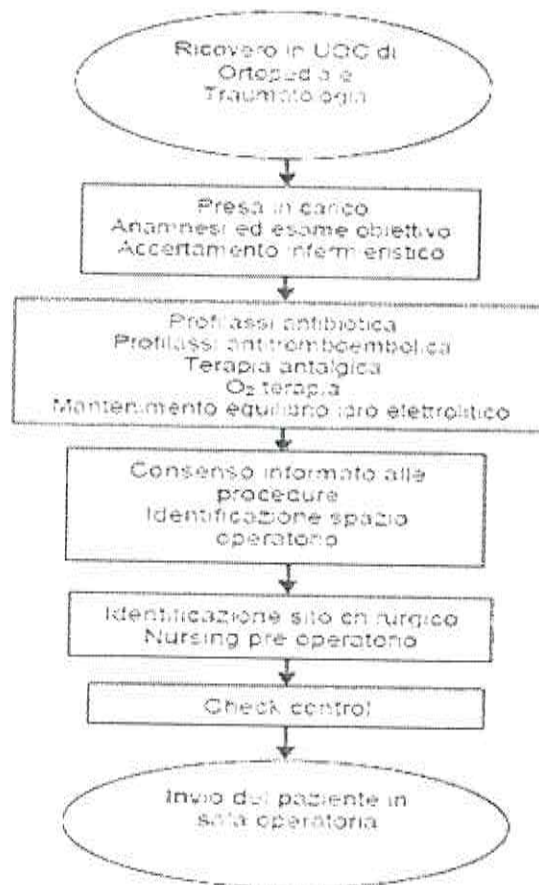 Ricovero in UOC di
Ortopedia e
Traumatologia
Presa in carico
Anamnesi ed esame obiettivo
Accertamento infermieristico
Profilassi antibiotica
Profilassi antitromboembolica
Terapia antalgica
O₂ terapia
Mantenimento equilibrio idro elettrolitico
Consenso informato alle
procedure
Identificazione spazio
operatorio
Identificazione sito chirurgico
Nursing pre operatorio
Check control
Invio del paziente in
sala operatoria